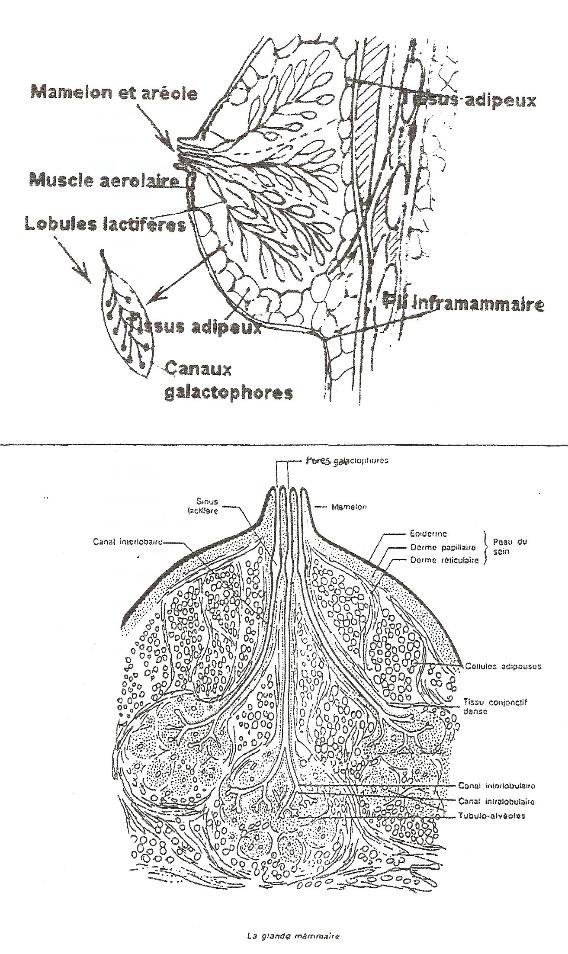 Mamelon et aréole
Tissus adipeux
Muscle aerolaire
Lobules lactifères
Tissus adipeux
Pli inframammaire
Canaux
galactophores
Pores galactophores
Sinus
lactifère
Mamelon
Canal interlobaire
Epiderme
Derme papillaire
Derme réticulaire
Peau du
sein
Cellules adipeuses
Tissu conjonctif
dense
Canal interlobulaire
Canal intralobulaire
Tubulo-alvéoles
La glande mammaire